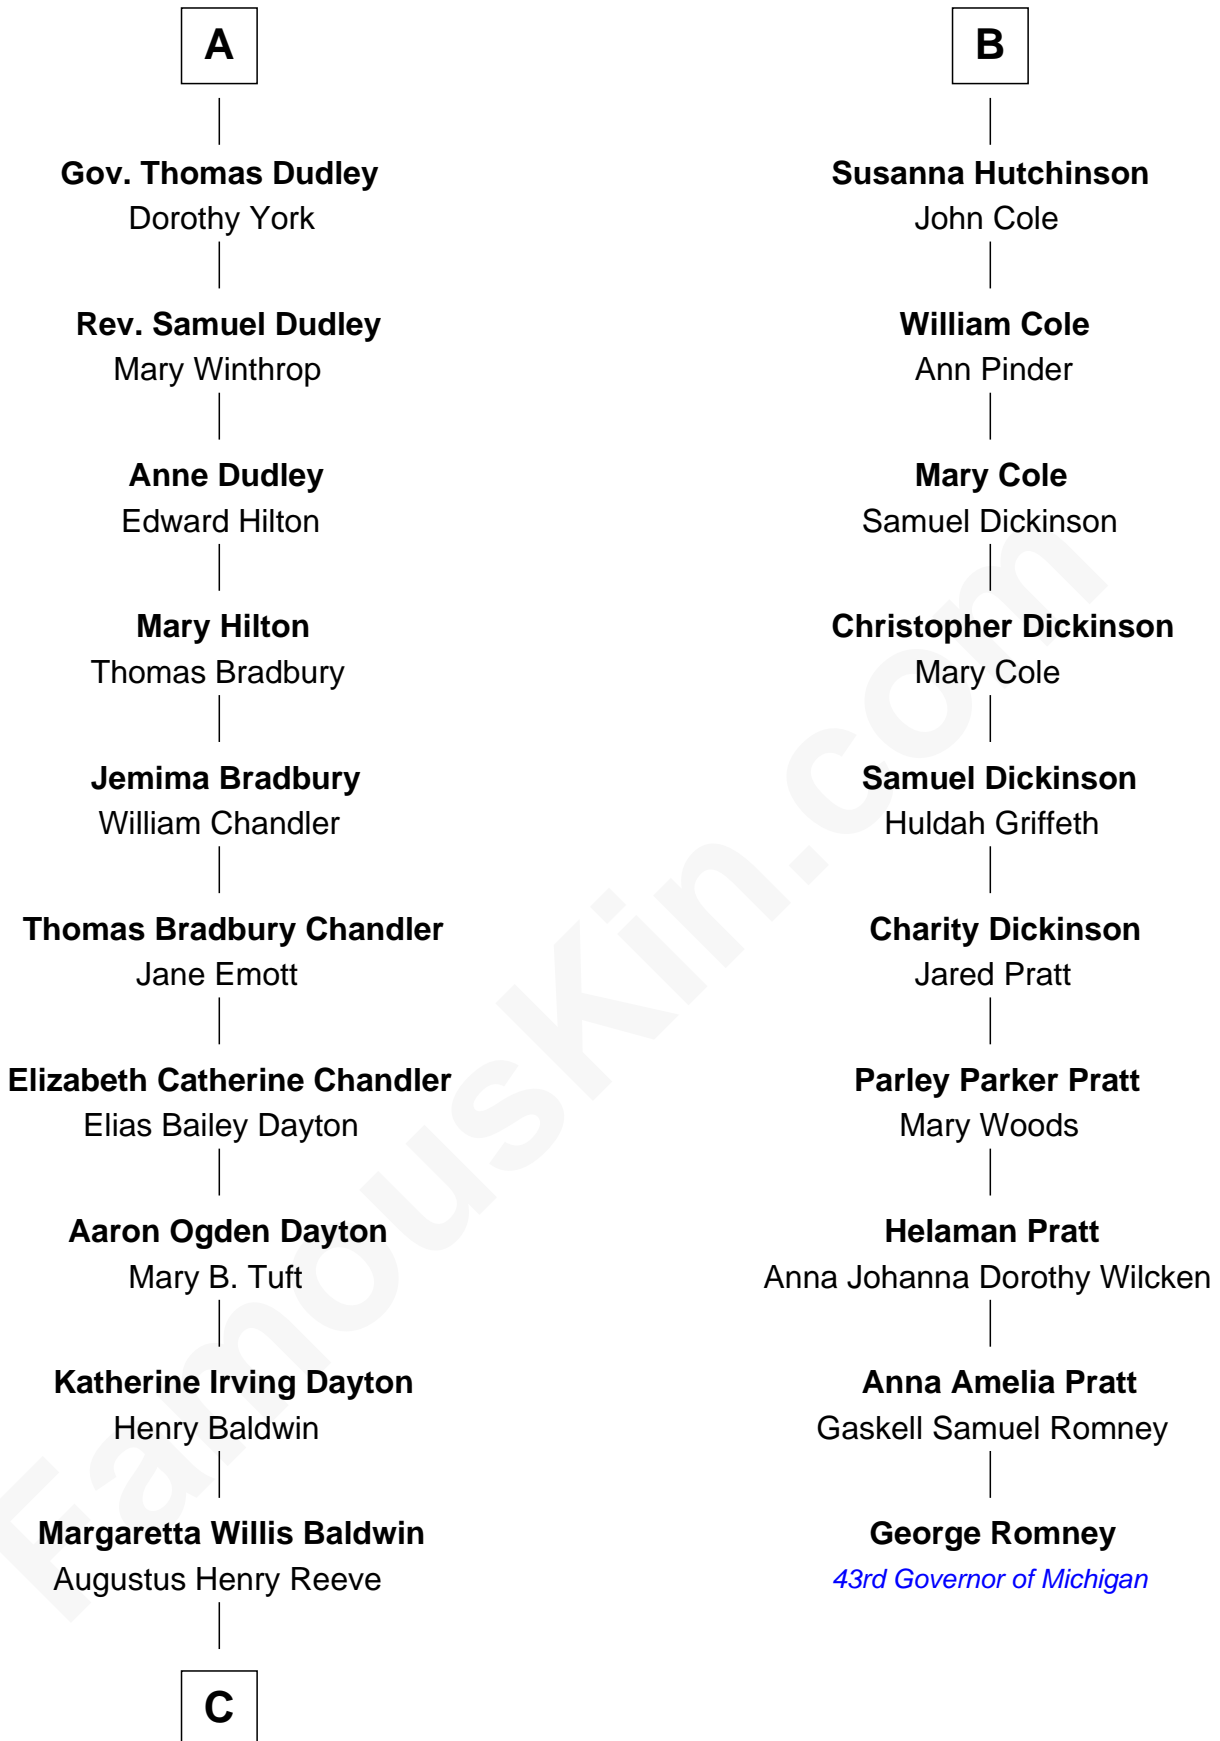 A
Gov. Thomas Dudley
Dorothy York
Rev. Samuel Dudley
Mary Winthrop
Anne Dudley
Edward Hilton
Mary Hilton
Thomas Bradbury
Jemima Bradbury
William Chandler
Thomas Bradbury Chandler
Jane Emott
Elizabeth Catherine Chandler
Elias Bailey Dayton
Aaron Ogden Dayton
Mary B. Tuft
Katherine Irving Dayton
Henry Baldwin
Margaretta Willis Baldwin
Augustus Henry Reeve
C
B
Susanna Hutchinson
John Cole
William Cole
Ann Pinder
Mary Cole
Samuel Dickinson
Christopher Dickinson
Mary Cole
Samuel Dickinson
Huldah Griffeth
Charity Dickinson
Jared Pratt
Parley Parker Pratt
Mary Woods
Helaman Pratt
Anna Johanna Dorothy Wilcken
Anna Amelia Pratt
Gaskell Samuel Romney
George Romney
43rd Governor of Michigan
FamousKin.com